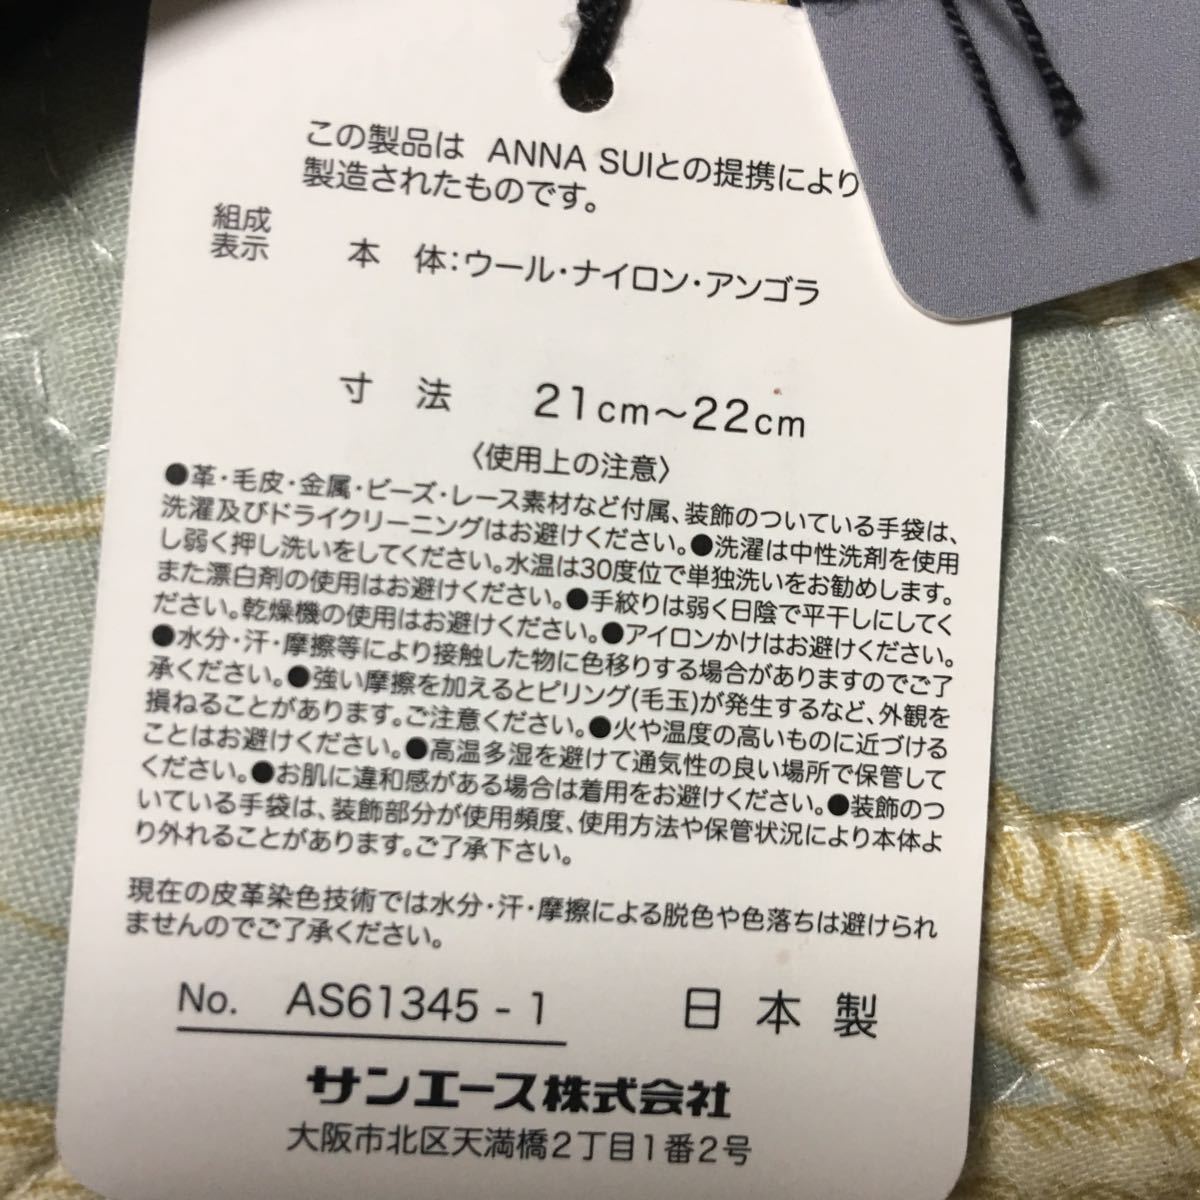 この製品は ANNA SUIとの提携により
製造されたものです。
組成
表示
本 体：ウール・ナイロン・アンゴラ
寸 法 21cm〜22cm
〈使用上の注意〉
●革・毛皮・金属・ビーズ・レース素材など付属、装飾のついている手袋は、
洗濯及びドライクリーニングはお避けください。●洗濯は中性洗剤を使用
し弱く押し洗いをしてください。水温は30度位で単独洗いをお勧めします。
また漂白剤の使用はお避けください。●手絞りは弱く日陰で平干しにしてく
ださい。乾燥機の使用はお避けください。●アイロンかけはお避けください。
●水分・汗・摩擦等により接触した物に色移りする場合がありますのでご了
承ください。●強い摩擦を加えるとピリング(毛玉)が発生するなど、外観を
損ねることがあります。ご注意ください。●火や温度の高いものに近づける
ことはお避けください。●高温多湿を避けて通気性の良い場所で保管して
ください。●お肌に違和感がある場合は着用をお避けください。●装飾のつ
いている手袋は、装飾部分が使用頻度、使用方法や保管状況により本体よ
り外れることがあります。ご了承下さい。
現在の皮革染色技術では水分・汗・摩擦による脱色や色落ちは避けられ
ませんのでご了承ください。
No. AS61345-1 日本製
サンエース株式会社
大阪市北区天満橋2丁目1番2号